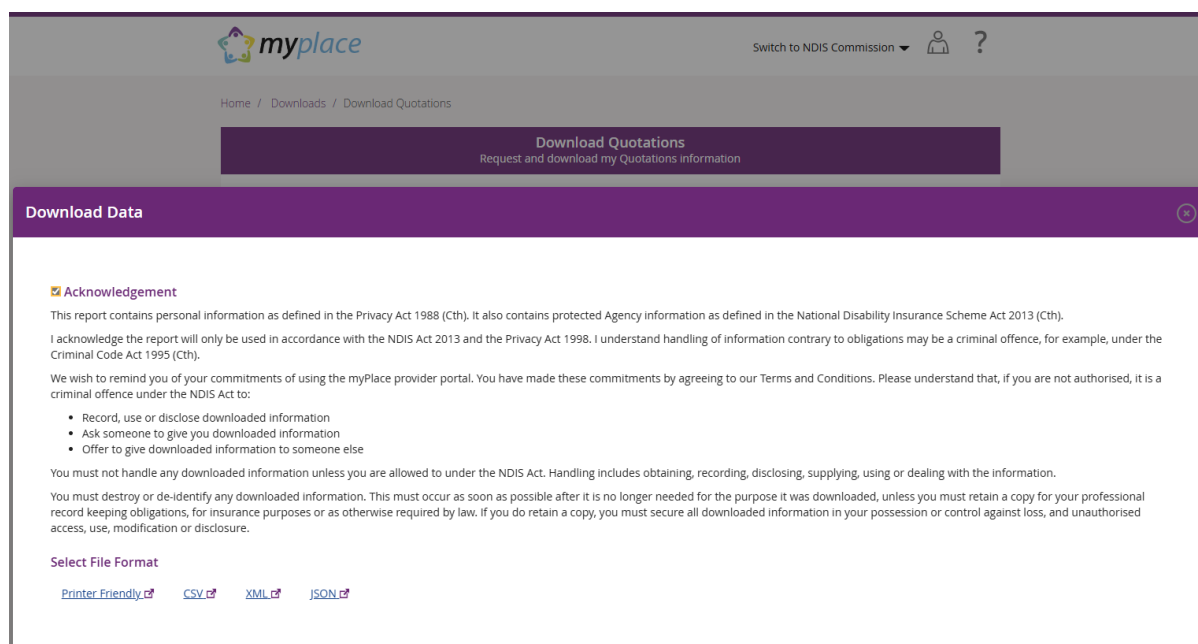 myplace
Switch to NDIS Commission
?
Home / Downloads / Download Quotations
Download Quotations
Request and download my Quotations information
Download Data
Acknowledgement
This report contains personal information as defined in the Privacy Act 1988 (Cth). It also contains protected Agency information as defined in the National Disability Insurance Scheme Act 2013 (Cth).
I acknowledge the report will only be used in accordance with the NDIS Act 2013 and the Privacy Act 1998. I understand handling of information contrary to obligations may be a criminal offence, for example, under the
Criminal Code Act 1995 (Cth).
We wish to remind you of your commitments of using the myPlace provider portal. You have made these commitments by agreeing to our Terms and Conditions. Please understand that, if you are not authorised, it is a
criminal offence under the NDIS Act to:
• Record, use or disclose downloaded information
• Ask someone to give you downloaded information
• Offer to give downloaded information to someone else
You must not handle any downloaded information unless you are allowed to under the NDIS Act. Handling includes obtaining, recording, disclosing, supplying, using or dealing with the information.
You must destroy or de-identify any downloaded information. This must occur as soon as possible after it is no longer needed for the purpose it was downloaded, unless you must retain a copy for your professional
record keeping obligations, for insurance purposes or as otherwise required by law. If you do retain a copy, you must secure all downloaded information in your possession or control against loss, and unauthorised
access, use, modification or disclosure.
Select File Format
Printer Friendly CSV XML JSON